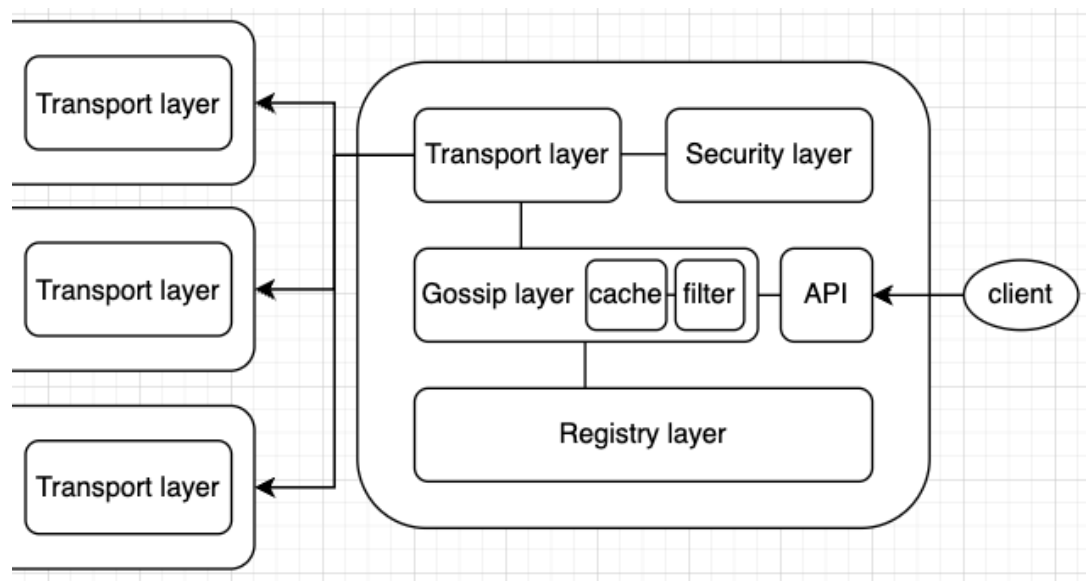 Transport layer
Transport layer
Security layer
Transport layer
Gossip layer
cache
filter
API
client
Registry layer
Transport layer